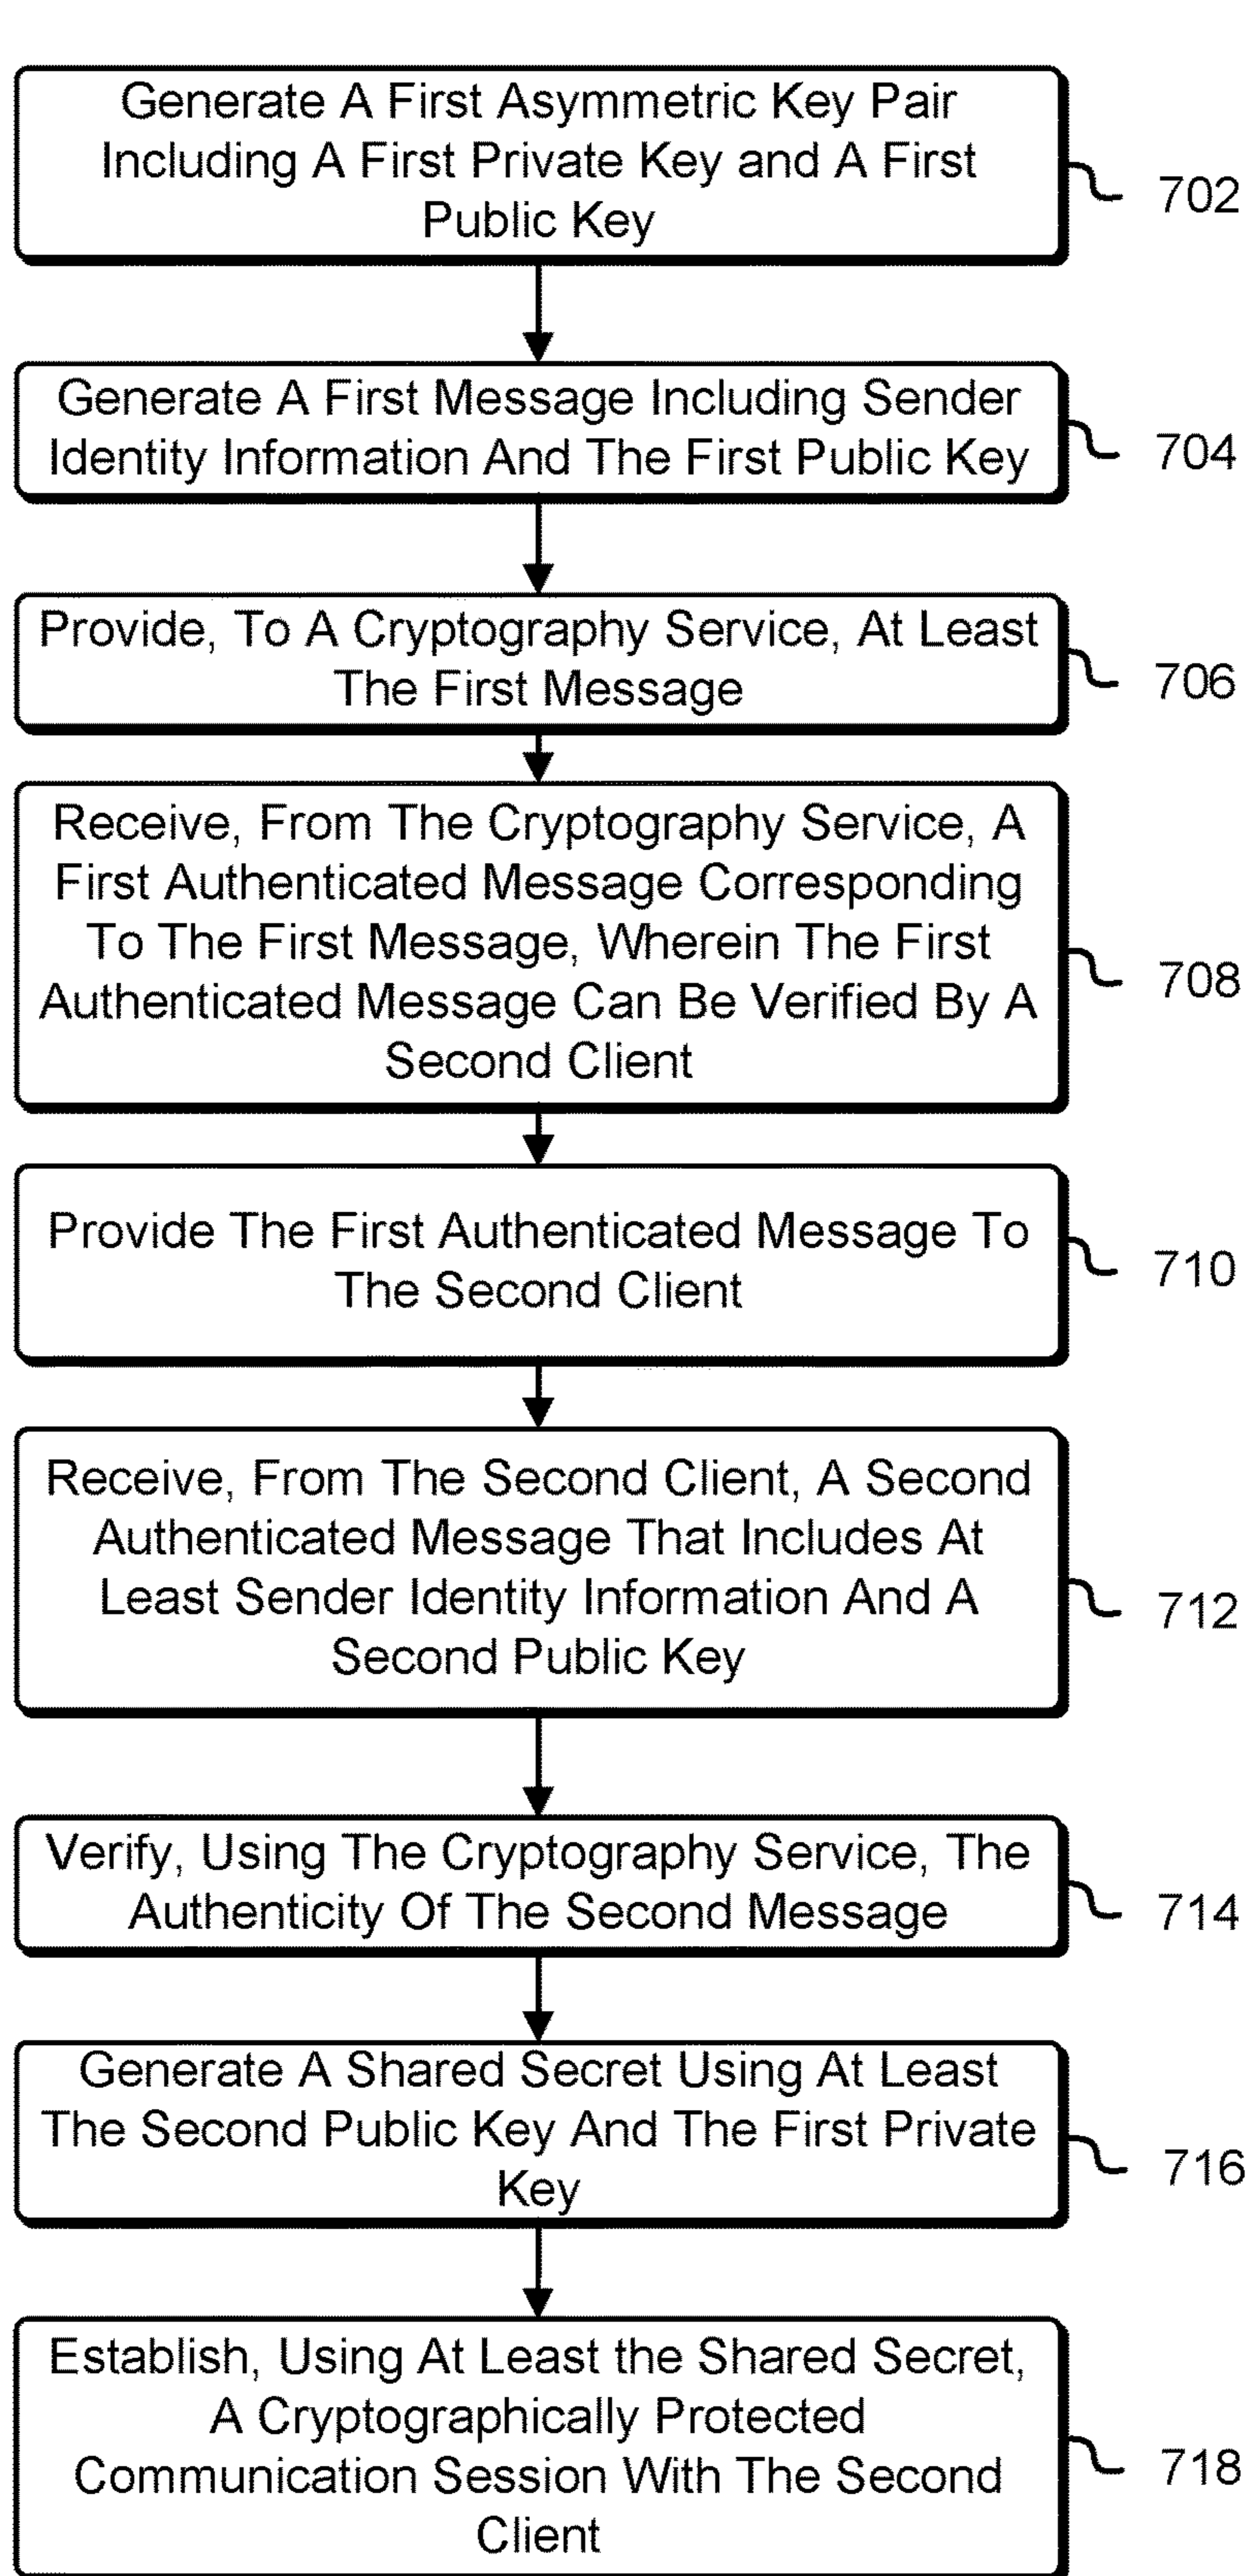 Generate A First Asymmetric Key Pair
Including A First Private Key and A First
Public Key
702
Generate A First Message Including Sender
Identity Information And The First Public Key
704
Provide, To A Cryptography Service, At Least
The First Message
706
Receive, From The Cryptography Service, A
First Authenticated Message Corresponding
To The First Message, Wherein The First
Authenticated Message Can Be Verified By A
Second Client
708
Provide The First Authenticated Message To
The Second Client
710
Receive, From The Second Client, A Second
Authenticated Message That Includes At
Least Sender Identity Information And A
Second Public Key
712
Verify, Using The Cryptography Service, The
Authenticity Of The Second Message
714
Generate A Shared Secret Using At Least
The Second Public Key And The First Private
Key
716
Establish, Using At Least the Shared Secret,
A Cryptographically Protected
Communication Session With The Second
Client
718